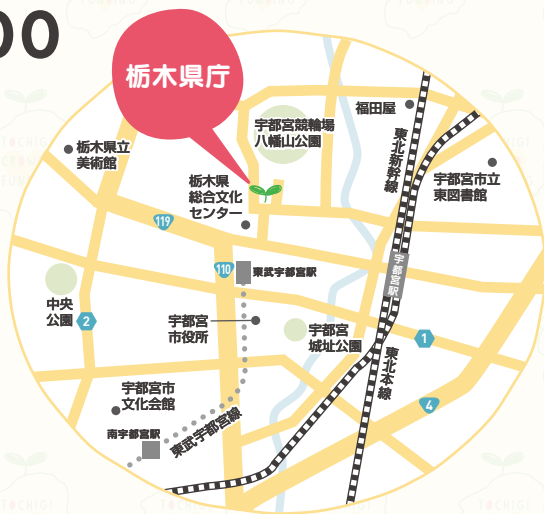 00
栃木県庁
福田屋
宇都宮競輪場
八幡山公園
東北新幹線
栃木県立
美術館
栃木県
総合文化
センター
宇都宮市立
東図書館
119
110
東武宇都宮駅
宇都宮駅
中央
公園
2
宇都宮
市役所
宇都宮
城址公園
1
東北本線
4
宇都宮市
文化会館
南宇都宮駅
東武宇都宮線
TOCHIGI
TOCHIGI